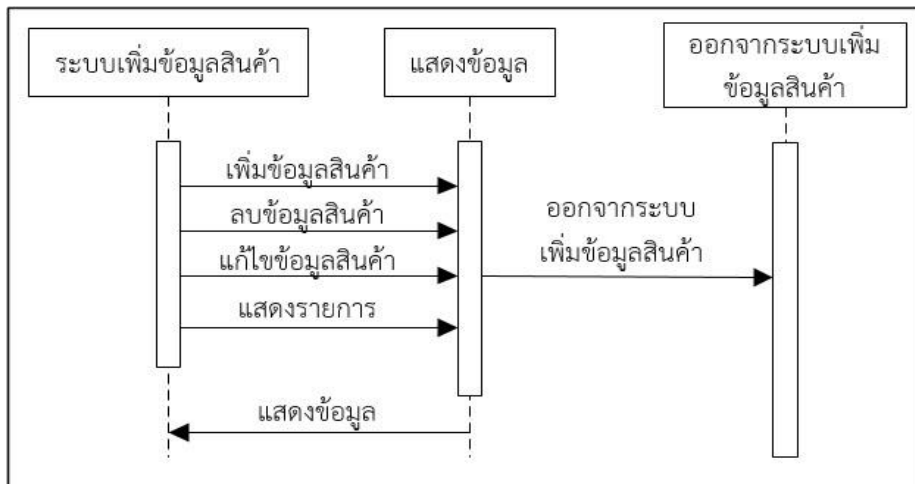 ระบบเพิ่มข้อมูลสินค้า
แสดงข้อมูล
ออกจากระบบเพิ่ม
ข้อมูลสินค้า
เพิ่มข้อมูลสินค้า
ลบข้อมูลสินค้า
แก้ไขข้อมูลสินค้า
แสดงรายการ
ออกจากระบบ
เพิ่มข้อมูลสินค้า
แสดงข้อมูล